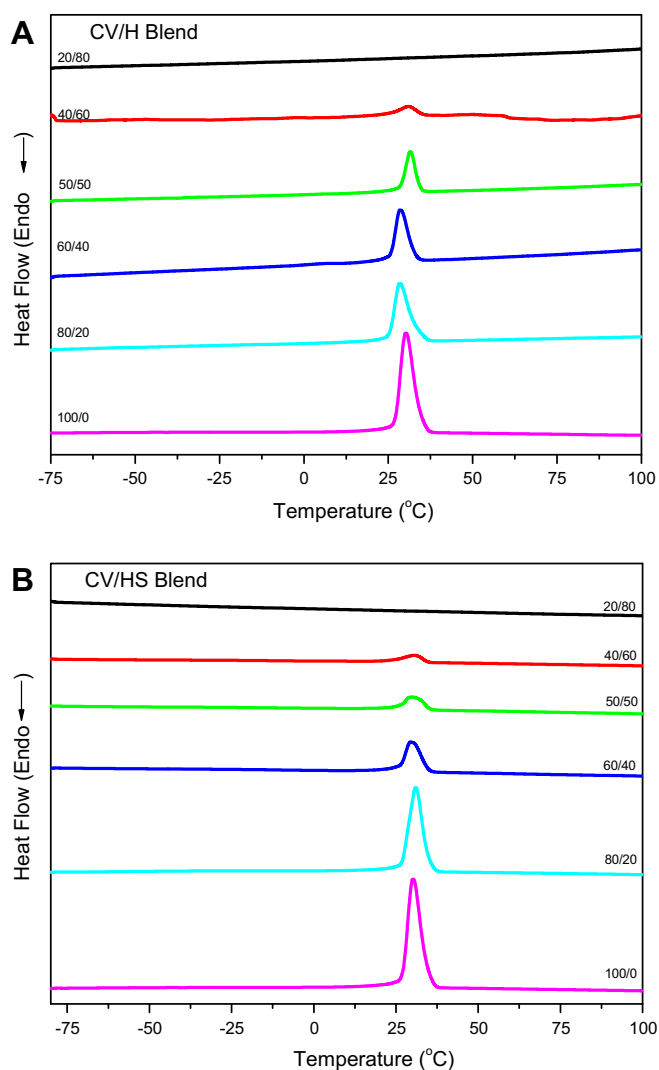 A
CV/H Blend
20/80
40/60
50/50
60/40
80/20
100/0
Heat Flow (Endo
-75 -50 -25 0 25 50 75 100
Temperature (°C)
B
CV/HS Blend
20/80
40/60
50/50
60/40
80/20
100/0
Heat Flow (Endo )
-75 -50 -25 0 25 50 75 100
Temperature (°C)